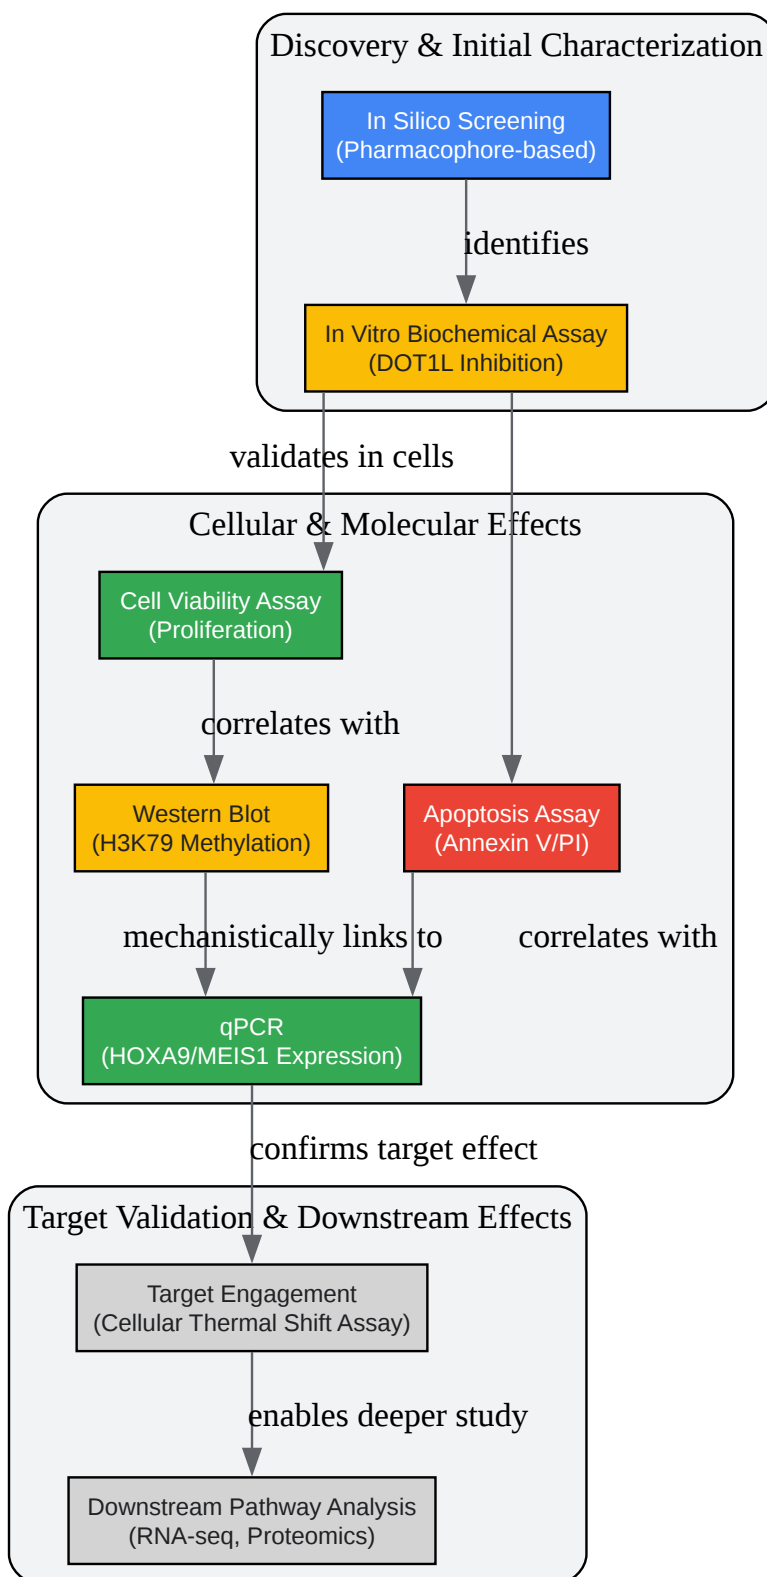 Discovery & Initial Characterization
In Silico Screening
(Pharmacophore-based)
identifies
In Vitro Biochemical Assay
(DOT1L Inhibition)
validates in cells
Cellular & Molecular Effects
Cell Viability Assay
(Proliferation)
correlates with
Western Blot
(H3K79 Methylation)
Apoptosis Assay
(Annexin V/PI)
mechanistically links to
correlates with
qPCR
(HOXA9/MEIS1 Expression)
confirms target effect
Target Validation & Downstream Effects
Target Engagement
(Cellular Thermal Shift Assay)
enables deeper study
Downstream Pathway Analysis
(RNA-seq, Proteomics)